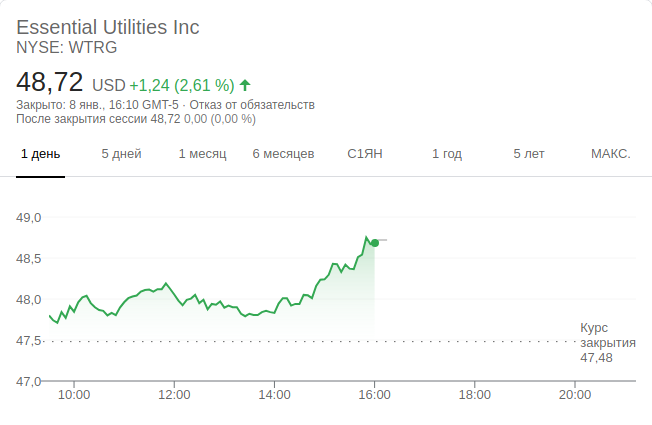 Essential Utilities Inc
NYSE: WTRG
48,72 USD +1,24 (2,61 %)
Закрыто: 8 янв., 16:10 GMT-5 · Отказ от обязательств
После закрытия сессии 48,72 0,00 (0,00 %)
1 день 5 дней 1 месяц 6 месяцев С1ЯН 1 год 5 лет МАКС.
49,0
48,5
48,0
47,5
47,0
Курс
закрытия
47,48
10:00 12:00 14:00 16:00 18:00 20:00